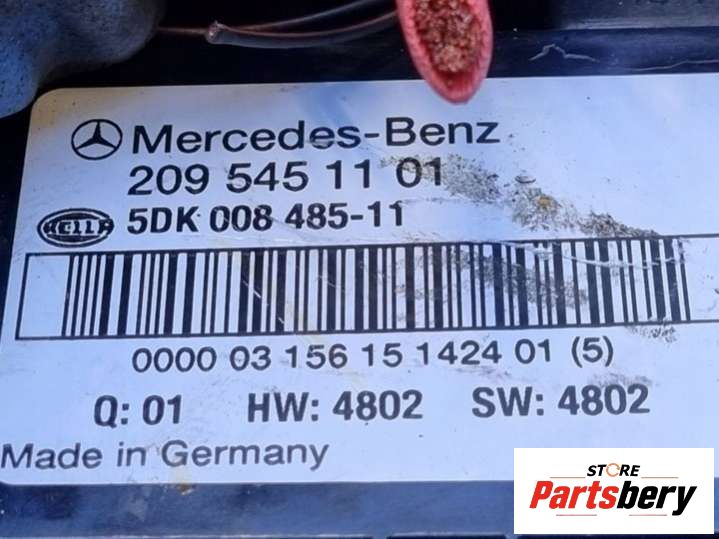 Mercedes-Benz
209 545 11 01
HELLA 5DK 008 485-11
0000 03 156 15 1424 01 (5)
Q: 01 HW: 4802 SW: 4802
Made in Germany
STORE
Partsbery